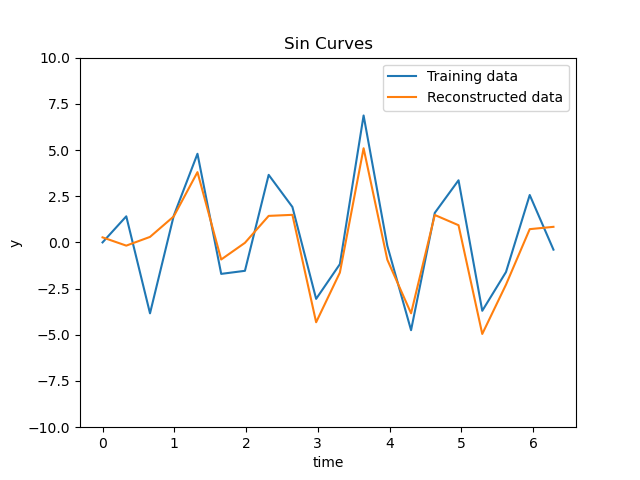 Sin Curves
Training data
Reconstructed data
10.0
7.5
5.0
2.5
0.0
−2.5
−5.0
−7.5
−10.0
y
0 1 2 3 4 5 6
time